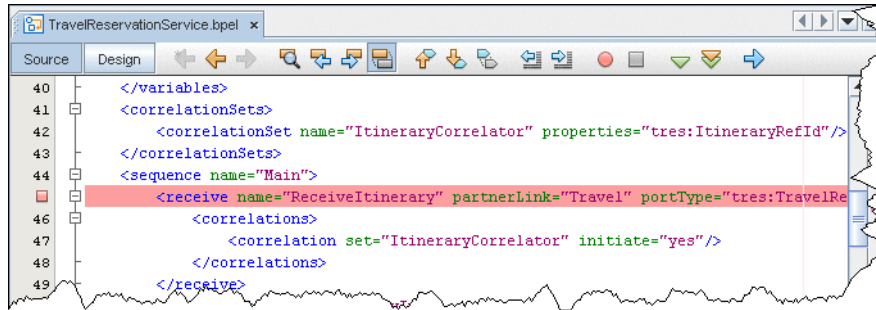 TravelReservationService.bpel x
Source Design
40 </variables>
41 <correlationSets>
42 <correlationSet name="ItineraryCorrelator" properties="tres:ItineraryRefId"/>
43 </correlationSets>
44 <sequence name="Main">
<receive name="ReceiveItinerary" partnerLink="Travel" portType="tres:TravelRe
46 <correlations>
47 <correlation set="ItineraryCorrelator" initiate="yes"/>
48 </correlations>
49 </receive>